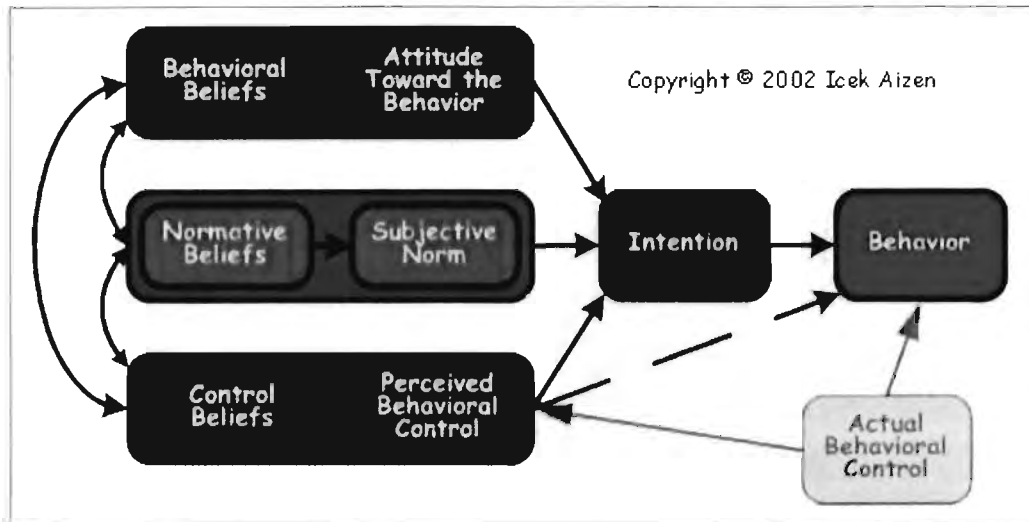 Behavioral
Beliefs
Attitude
Toward the
Behavior
Copyright © 2002 Icek Aizen
Normative
Beliefs
Subjective
Norm
Intention
Behavior
Control
Beliefs
Perceived
Behavioral
Control
Actual
Behavioral
Control